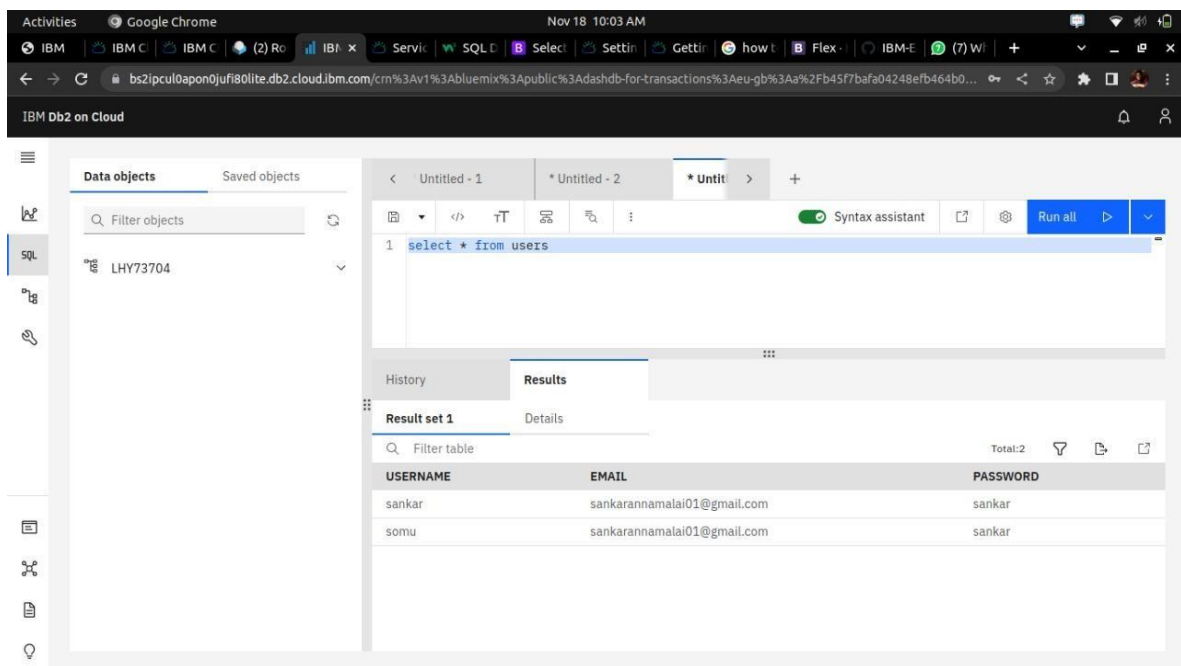 Activities Google Chrome Nov 18 10:03 AM
IBM IBM Cl IBM C (2) Ro IBM Servic SQL D Select Settin Gettin how t Flex - IBM-E (7) Wh
bs2ipcul0apon0jufi80lite.db2.cloud.ibm.com/crn%3Av1%3Abluemix%3Apublic%3Adashdb-for-transactions%3Aeu-gb%3Aa%2Fb45f7bafa04248efb464b0...
IBM Db2 on Cloud
Data objects Saved objects
Untitled - 1 * Untitled - 2 * Untitl
Filter objects
Syntax assistant Run all
SQL
1 select * from users
LHY73704
History Results
Result set 1 Details
Filter table Total:2
USERNAME EMAIL PASSWORD
sankar sankarannamalai01@gmail.com sankar
somu sankarannamalai01@gmail.com sankar